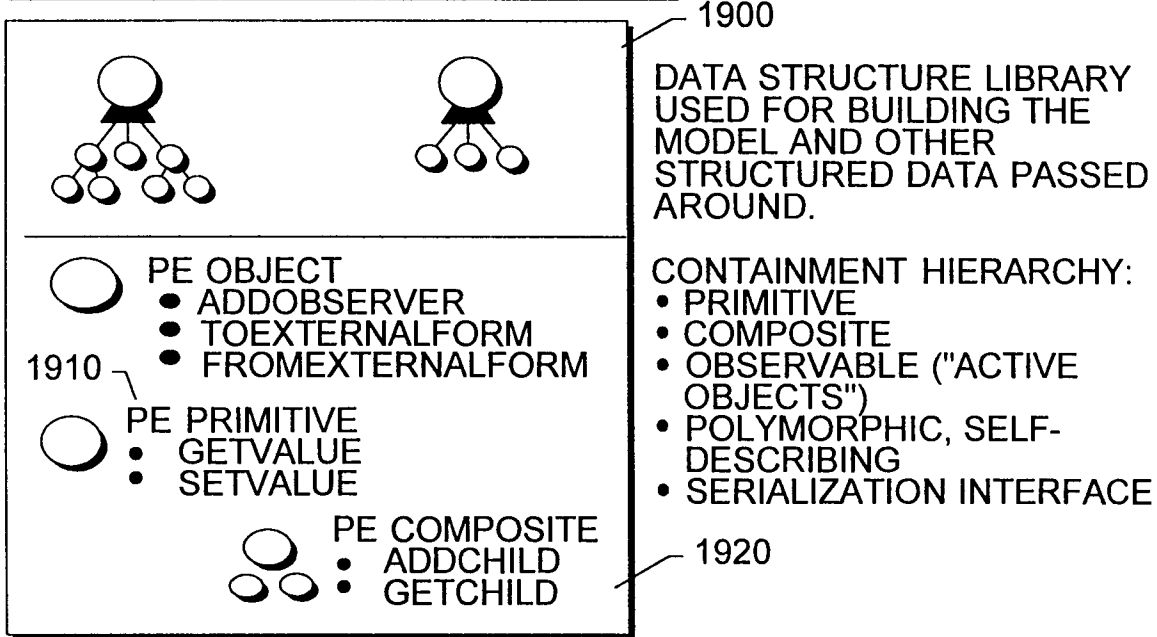 1900
DATA STRUCTURE LIBRARY
USED FOR BUILDING THE
MODEL AND OTHER
STRUCTURED DATA PASSED
AROUND.
PE OBJECT
• ADDOBSERVER
• TOEXTERNALFORM
• FROMEXTERNALFORM
1910
PE PRIMITIVE
• GETVALUE
• SETVALUE
PE COMPOSITE
• ADDCHILD
• GETCHILD
CONTAINMENT HIERARCHY:
• PRIMITIVE
• COMPOSITE
• OBSERVABLE ("ACTIVE
OBJECTS")
• POLYMORPHIC, SELF-
DESCRIBING
• SERIALIZATION INTERFACE
1920